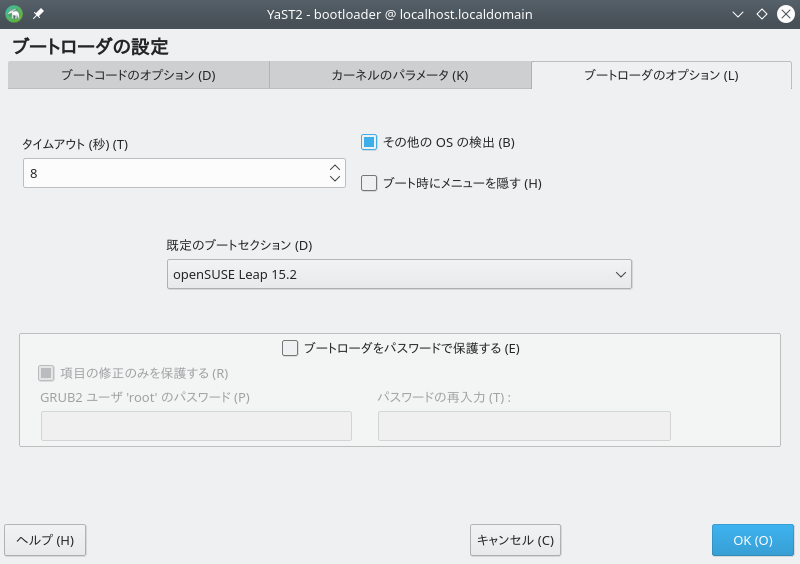 YaST2 - bootloader @ localhost.localdomain
ブートローダの設定
ブートコードのオプション (D)
カーネルのパラメータ (K)
ブートローダのオプション (L)
タイムアウト (秒) (T)
その他の OS の検出 (B)
8
ブート時にメニューを隠す (H)
既定のブートセクション (D)
openSUSE Leap 15.2
ブートローダをパスワードで保護する (E)
項目の修正のみを保護する (R)
GRUB2 ユーザ 'root' のパスワード (P)
パスワードの再入力 (T) :
ヘルプ (H)
キャンセル (C)
OK (O)